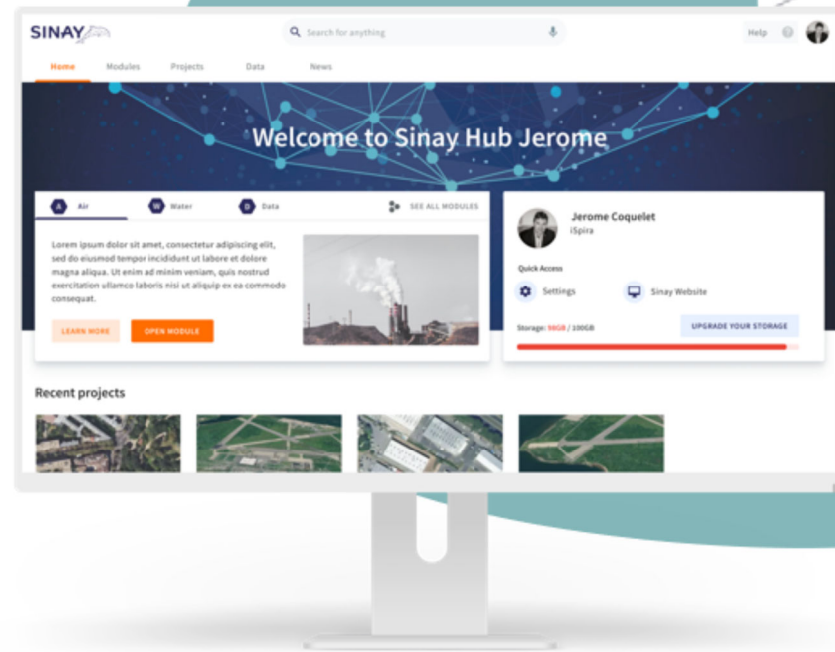 SINAY
Search for anything
Help
Home Modules Projects Data News
Welcome to Sinay Hub Jerome
A Air W Water D Data SEE ALL MODULES
Lorem ipsum dolor sit amet, consectetur adipiscing elit,
sed do eiusmod tempor incididunt ut labore et dolore
magna aliqua. Ut enim ad minim veniam, quis nostrud
exercitation ullamco laboris nisi ut aliquip ex ea commodo
consequat.
LEARN MORE OPEN MODULE
Jerome Coquelet
iSpira
Quick Access
Settings Sinay Website
Storage: 98GB / 100GB UPGRADE YOUR STORAGE
Recent projects